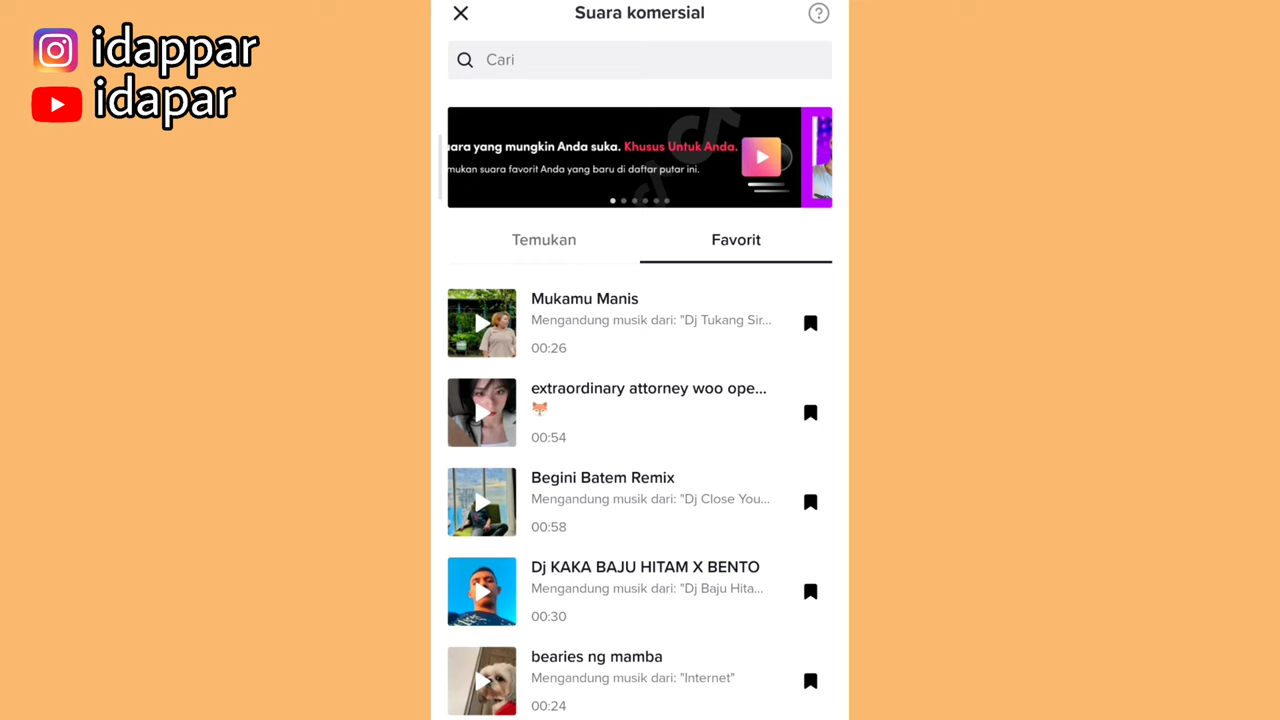 idappar
idapar
Suara komersial
Cari
uara yang mungkin Anda suka. Khusus Untuk Anda.
mukan suara favorit Anda yang baru di daftar putar ini.
Temukan
Favorit
Mukamu Manis
Mengandung musik dari: "Dj Tukang Sir...
00:26
extraordinary attorney woo ope...
🦊
00:54
Begini Batem Remix
Mengandung musik dari: "Dj Close You...
00:58
Dj KAKA BAJU HITAM X BENTO
Mengandung musik dari: "Dj Baju Hita...
00:30
bearies ng mamba
Mengandung musik dari: "Internet"
00:24